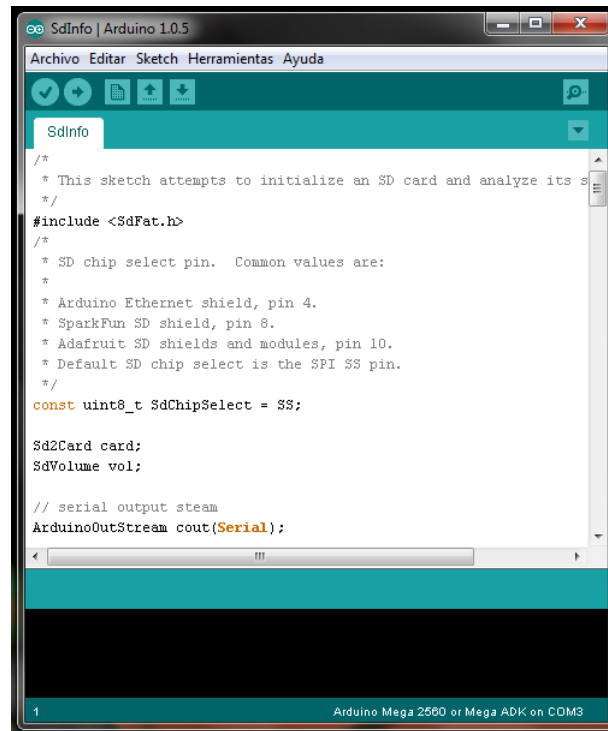 SdInfo | Arduino 1.0.5
Archivo Editar Sketch Herramientas Ayuda
SdInfo
/*
* This sketch attempts to initialize an SD card and analyze its s
*/
#include <SdFat.h>
/*
* SD chip select pin.  Common values are:
*
* Arduino Ethernet shield, pin 4.
* SparkFun SD shield, pin 8.
* Adafruit SD shields and modules, pin 10.
* Default SD chip select is the SPI SS pin.
*/
const uint8_t SdChipSelect = SS;
Sd2Card card;
SdVolume vol;
// serial output steam
ArduinoOutStream cout(Serial);
1
Arduino Mega 2560 or Mega ADK on COM3